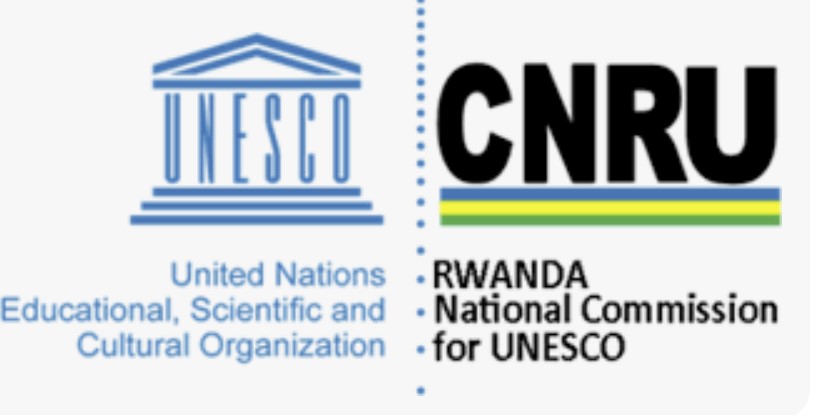 UNESCO
United Nations
Educational, Scientific and
Cultural Organization
CNRU
RWANDA
National Commission
for UNESCO